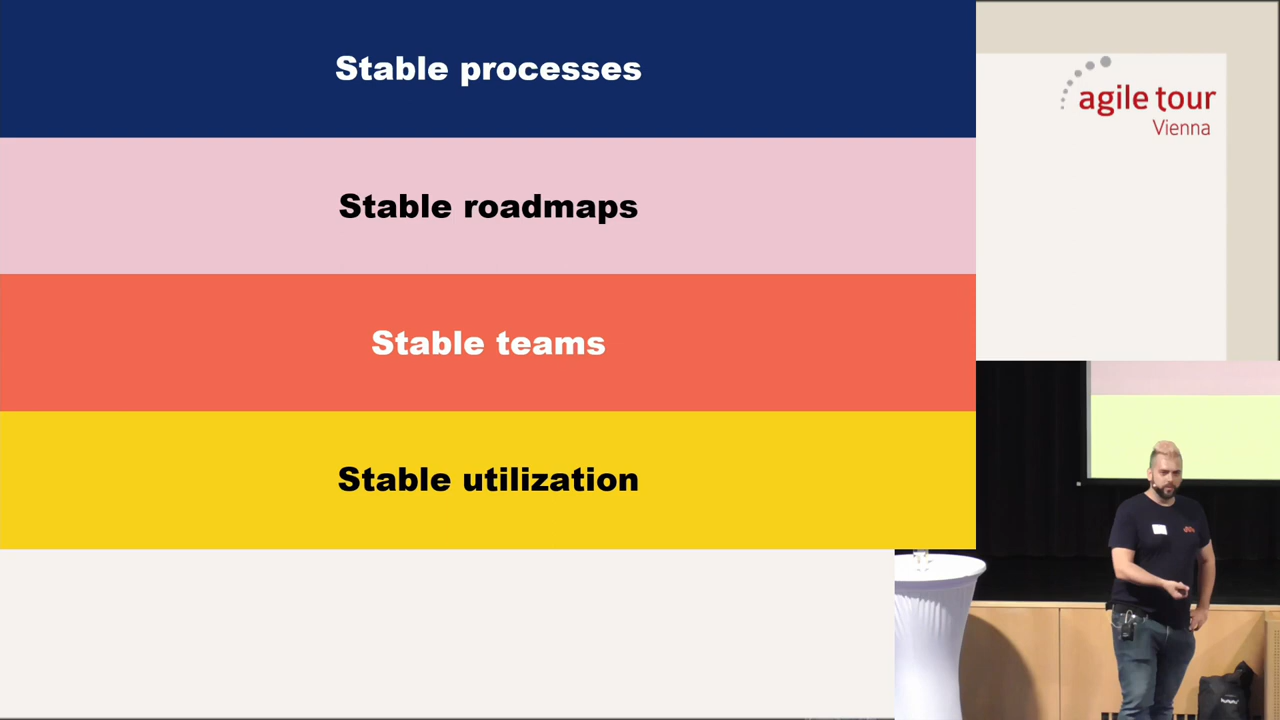 Stable processes
Stable roadmaps
Stable teams
Stable utilization
agile tour
Vienna